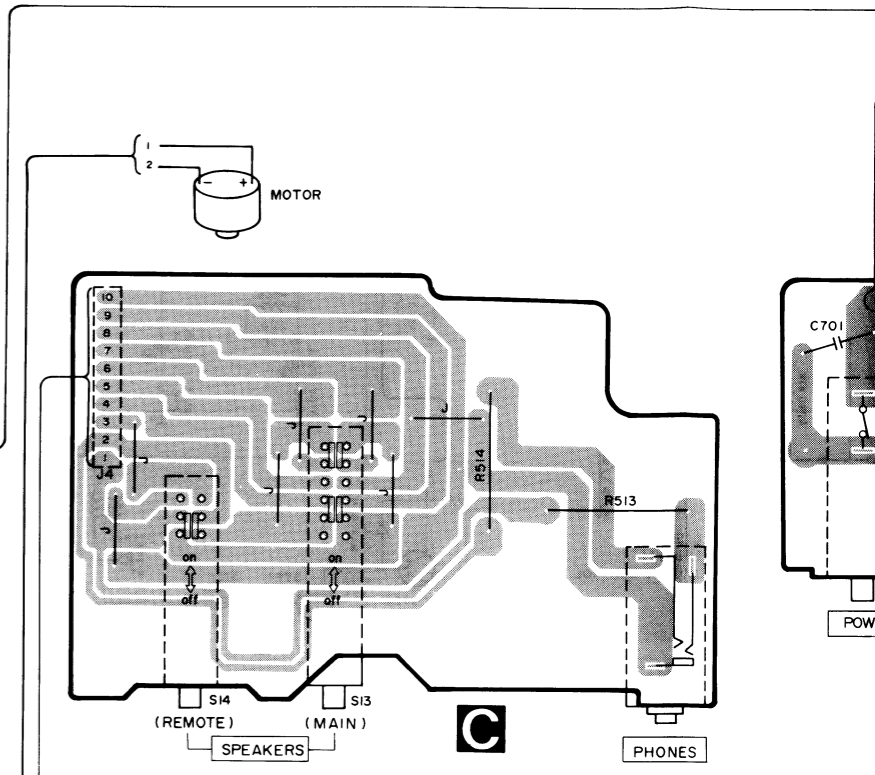 1
2
- +
MOTOR
10
9
8
7
6
5
4
3
2
1
J4
J
J
J
J
J
J
J
R514
R513
C701
on
off
on
off
S14
S13
(REMOTE)
(MAIN)
SPEAKERS
C
PHONES
POW